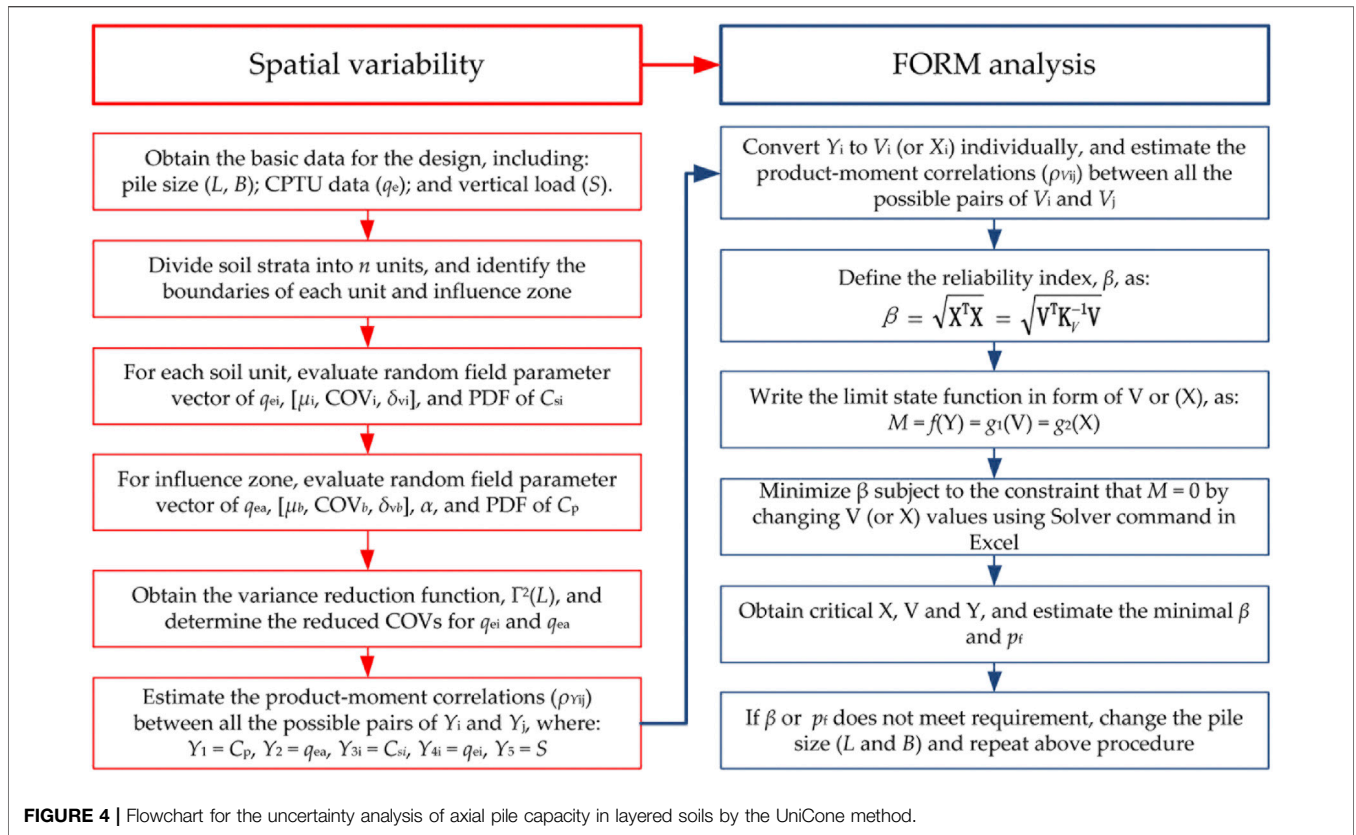 Spatial variability
Obtain the basic data for the design, including:
pile size (L, B); CPTU data (qe); and vertical load (S).
Divide soil strata into n units, and identify the
boundaries of each unit and influence zone
For each soil unit, evaluate random field parameter
vector of qei, [μi, COVi, δvi], and PDF of Csi
For influence zone, evaluate random field parameter
vector of qea, [μb, COVb, δvb], α, and PDF of Cp
Obtain the variance reduction function, Γ²(L), and
determine the reduced COVs for qei and qea
Estimate the product-moment correlations (ρYij)
between all the possible pairs of Yi and Yj, where:
Y1 = Cp, Y2 = qea, Y3i = Csi, Y4i = qei, Y5 = S
FORM analysis
Convert Yi to Vi (or Xi) individually, and estimate the
product-moment correlations (ρVij) between all the
possible pairs of Vi and Vj
Define the reliability index, β, as:
β = √XᵀX = √VᵀK_V⁻¹V
Write the limit state function in form of V or (X), as:
M = f(Y) = g1(V) = g2(X)
Minimize β subject to the constraint that M = 0 by
changing V (or X) values using Solver command in
Excel
Obtain critical X, V and Y, and estimate the minimal β
and pf
If β or pf does not meet requirement, change the pile
size (L and B) and repeat above procedure
FIGURE 4 | Flowchart for the uncertainty analysis of axial pile capacity in layered soils by the UniCone method.